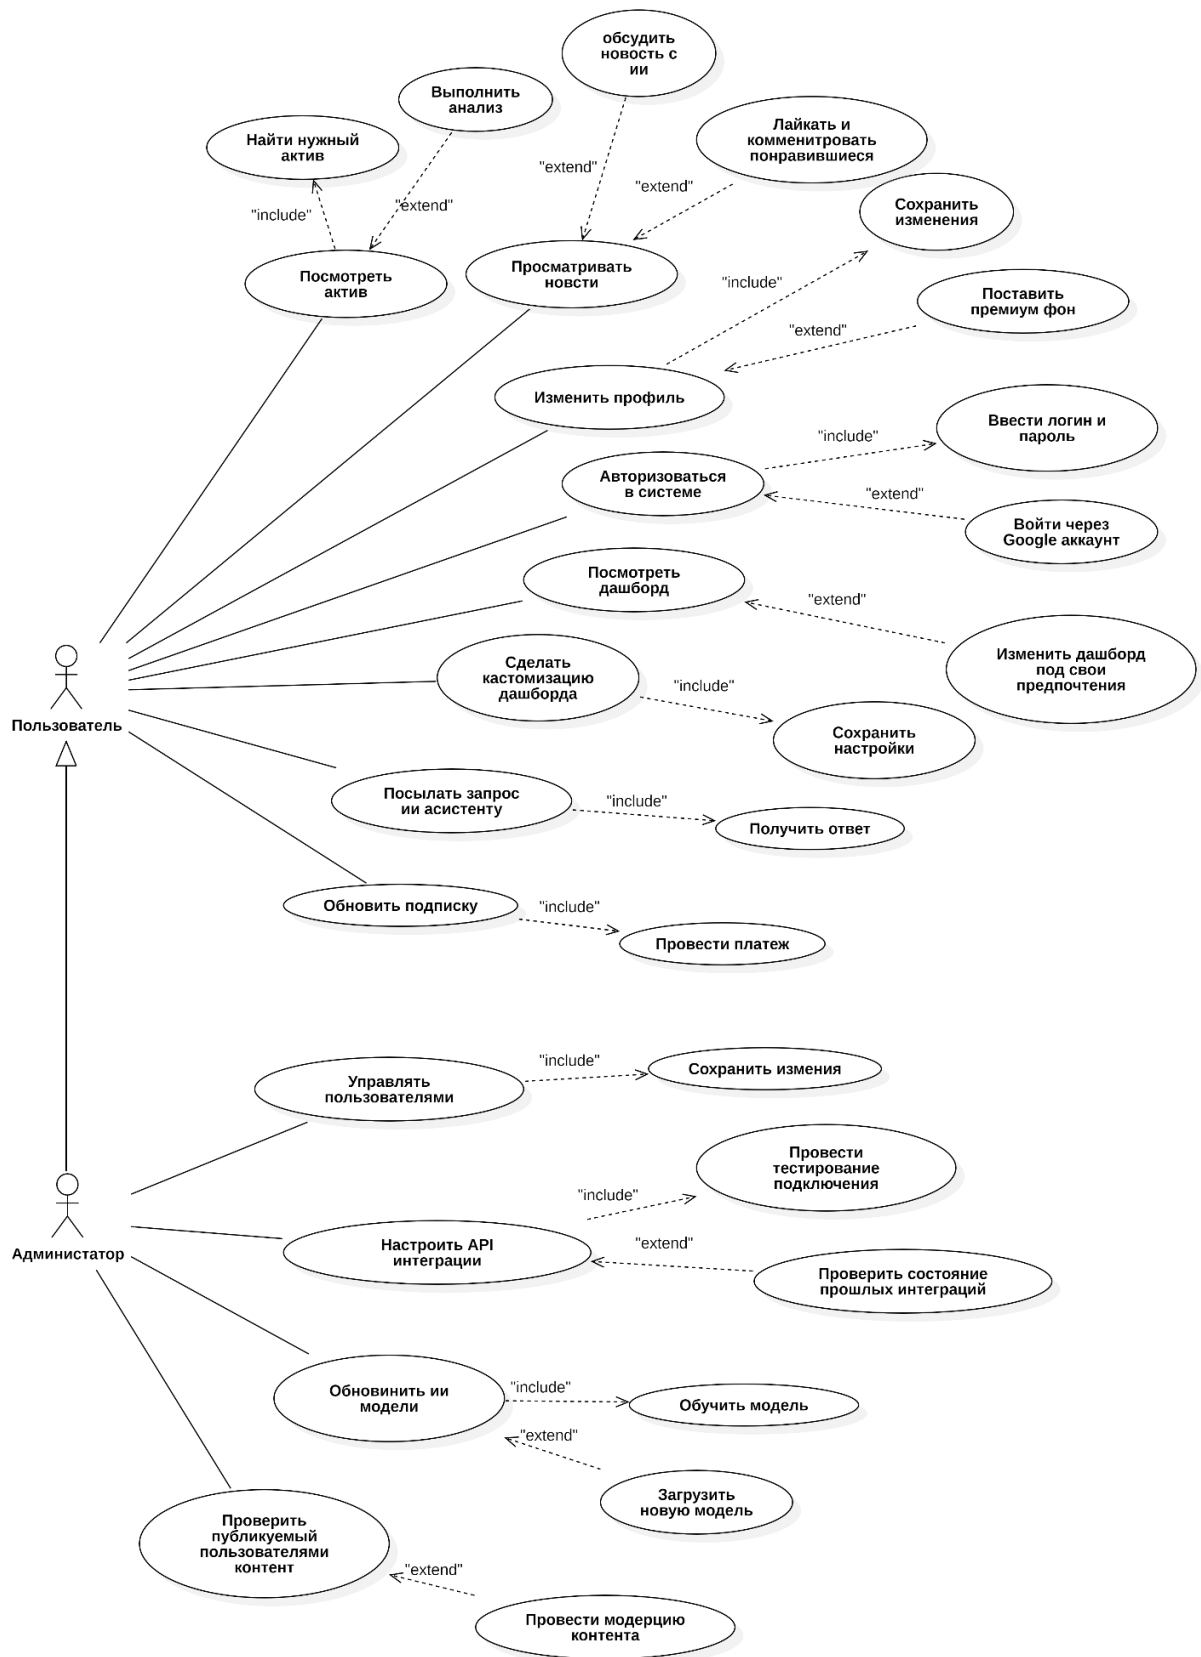 обсудить
новость с
ии
Выполнить
анализ
Найти нужный
актив
Лайкать и
комменитровать
понравившиеся
"extend"
"extend"
"include"
"extend"
Сохранить
изменения
Посмотреть
актив
Просматривать
новсти
"include"
Поставить
премиум фон
"extend"
Изменить профиль
Ввести логин и
пароль
"include"
Авторизоваться
в системе
"extend"
Войти через
Google аккаунт
Посмотреть
дашборд
"extend"
Изменить дашборд
под свои
предпочтения
Сделать
кастомизацию
дашборда
"include"
Сохранить
настройки
Пользователь
Посылать запрос
ии асистенту
"include"
Получить ответ
Обновить подписку
"include"
Провести платеж
Управлять
пользователями
"include"
Сохранить измения
Провести
тестирование
подключения
"include"
Администатор
Настроить API
интеграции
"extend"
Проверить состояние
прошлых интеграций
Обновинить ии
модели
"include"
Обучить модель
"extend"
Загрузить
новую модель
Проверить
публикуемый
пользователями
контент
"extend"
Провести модерцию
контента